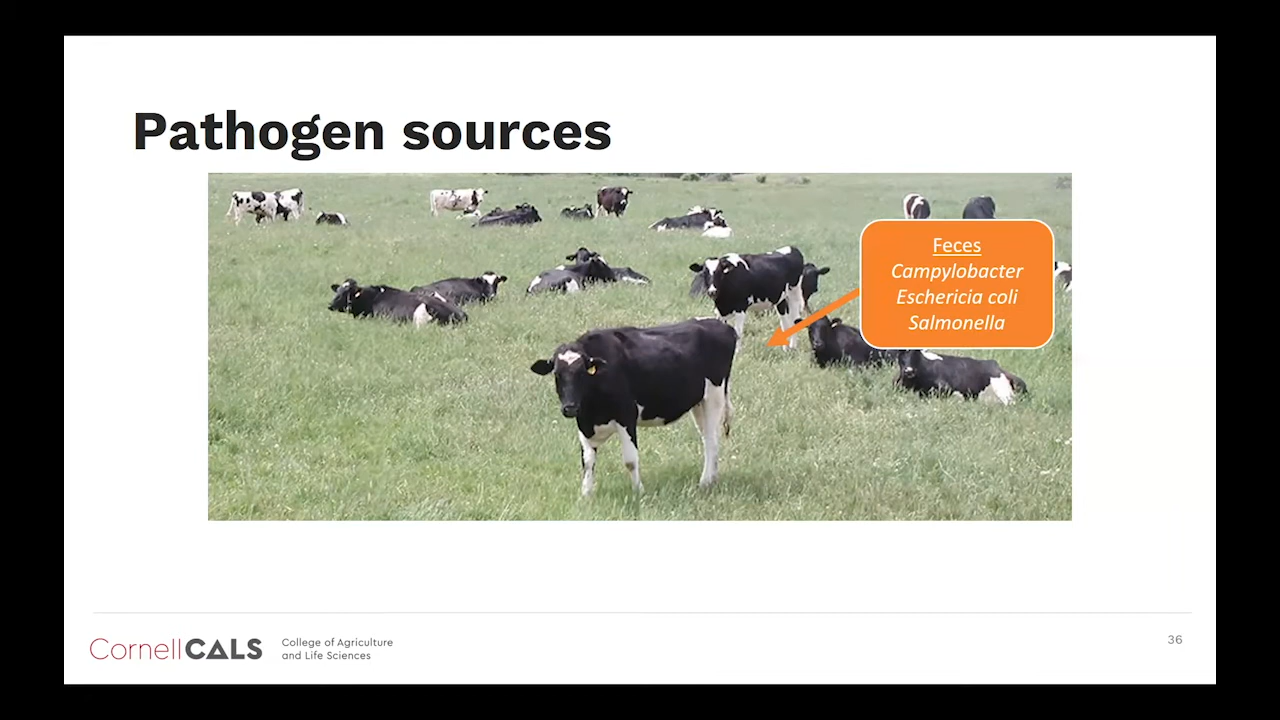 Pathogen sources
Feces
Campylobacter
Eschericia coli
Salmonella
CornellCALS
College of Agriculture
and Life Sciences
36